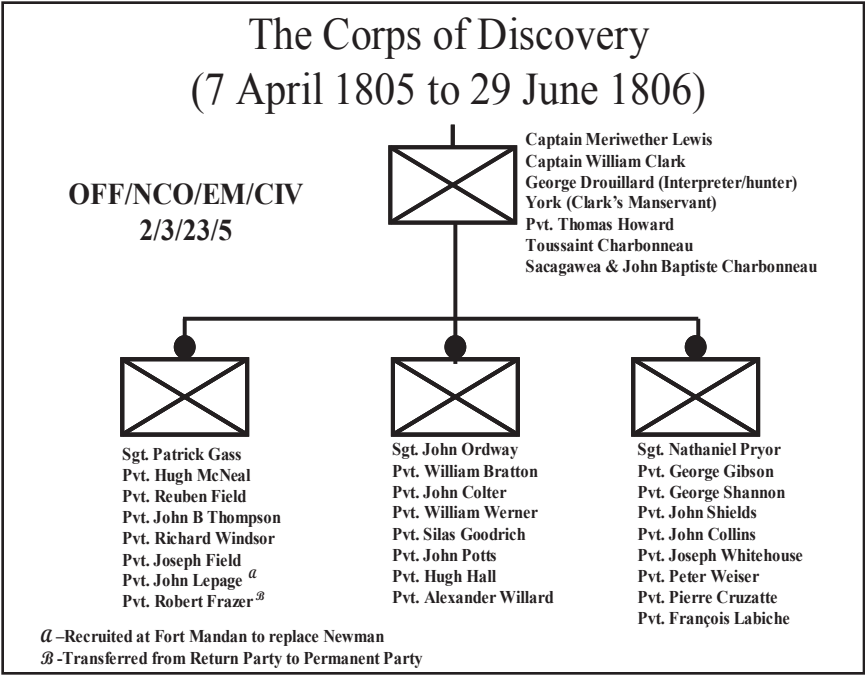 The Corps of Discovery
(7 April 1805 to 29 June 1806)
OFF/NCO/EM/CIV
2/3/23/5
Captain Meriwether Lewis
Captain William Clark
George Drouillard (Interpreter/hunter)
York (Clark's Manservant)
Pvt. Thomas Howard
Toussaint Charbonneau
Sacagawea & John Baptiste Charbonneau
Sgt. Patrick Gass
Pvt. Hugh McNeal
Pvt. Reuben Field
Pvt. John B Thompson
Pvt. Richard Windsor
Pvt. Joseph Field
Pvt. John Lepage a
Pvt. Robert Frazer B
Sgt. John Ordway
Pvt. William Bratton
Pvt. John Colter
Pvt. William Werner
Pvt. Silas Goodrich
Pvt. John Potts
Pvt. Hugh Hall
Pvt. Alexander Willard
Sgt. Nathaniel Pryor
Pvt. George Gibson
Pvt. George Shannon
Pvt. John Shields
Pvt. John Collins
Pvt. Joseph Whitehouse
Pvt. Peter Weiser
Pvt. Pierre Cruzatte
Pvt. François Labiche
a –Recruited at Fort Mandan to replace Newman
B -Transferred from Return Party to Permanent Party